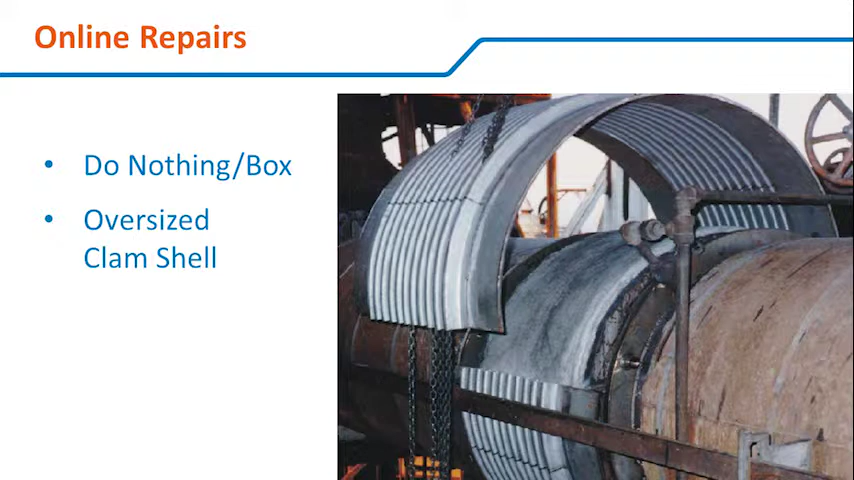 Online Repairs
• Do Nothing/Box
• Oversized
Clam Shell